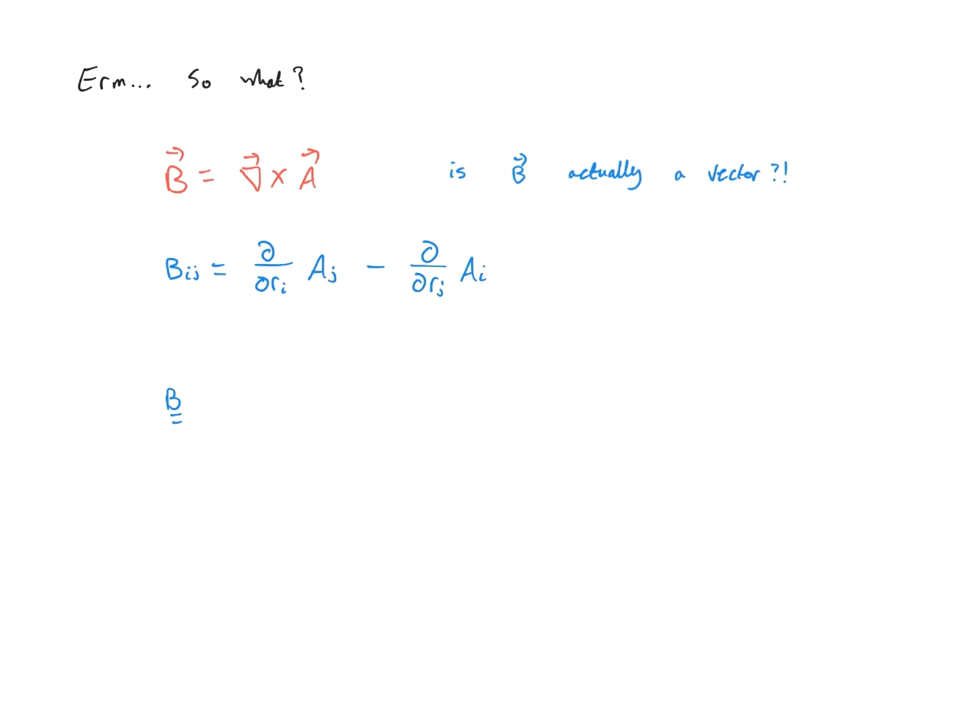 Erm... So what?
B⃗ = ∇⃗ × A⃗ is B⃗ actually a vector?!
Bᵢⱼ = ∂/∂rᵢ Aⱼ − ∂/∂rⱼ Aᵢ
B̳